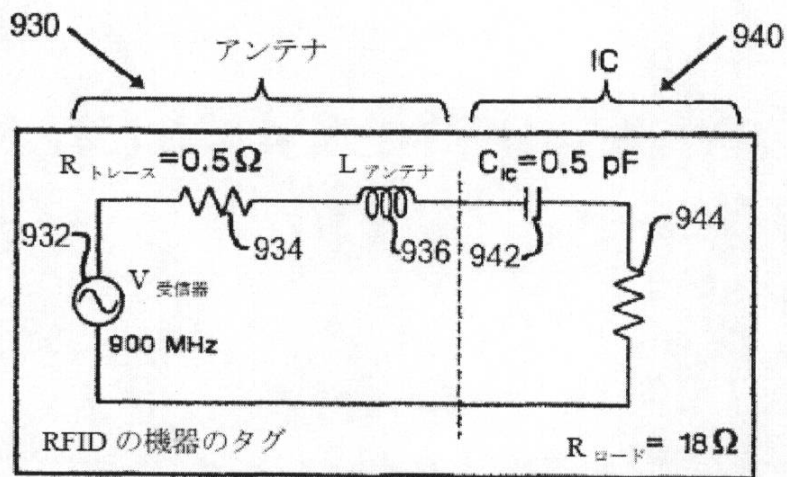 930
アンテナ
IC
940
R トレース =0.5Ω
L アンテナ
C IC =0.5 pF
932
934
936
942
944
V 受信器
900 MHz
RFID の機器のタグ
R ロード = 18Ω